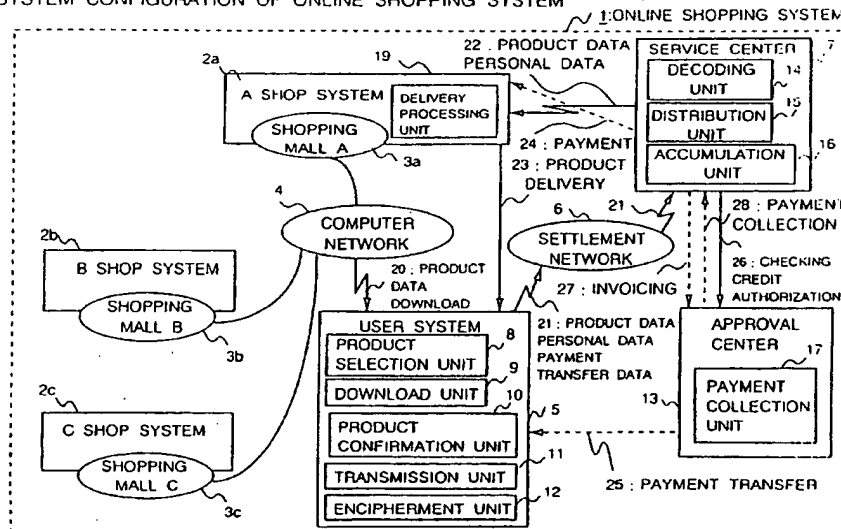 SYSTEM CONFIGURATION OF ONLINE SHOPPING SYSTEM
1:ONLINE SHOPPING SYSTEM
2a
19
A SHOP SYSTEM
DELIVERY
PROCESSING
UNIT
SHOPPING
MALL A
3a
22 : PRODUCT DATA
PERSONAL DATA
SERVICE CENTER
7
DECODING
UNIT
14
DISTRIBUTION
UNIT
15
ACCUMULATION
UNIT
16
24 : PAYMENT
23 : PRODUCT
DELIVERY
4
COMPUTER
NETWORK
21
6
SETTLEMENT
NETWORK
28 : PAYMENT
COLLECTION
26 : CHECKING
CREDIT
AUTHORIZATION
27 : INVOICING
2b
B SHOP SYSTEM
SHOPPING
MALL B
3b
20 : PRODUCT
DATA
DOWNLOAD
USER SYSTEM
PRODUCT
SELECTION UNIT
8
DOWNLOAD UNIT
9
10
PRODUCT
CONFIRMATION UNIT
5
TRANSMISSION UNIT
11
ENCIPHERMENT UNIT
12
21 : PRODUCT DATA
PERSONAL DATA
PAYMENT
TRANSFER DATA
APPROVAL
CENTER
17
13
PAYMENT
COLLECTION
UNIT
25 : PAYMENT TRANSFER
2c
C SHOP SYSTEM
SHOPPING
MALL C
3c